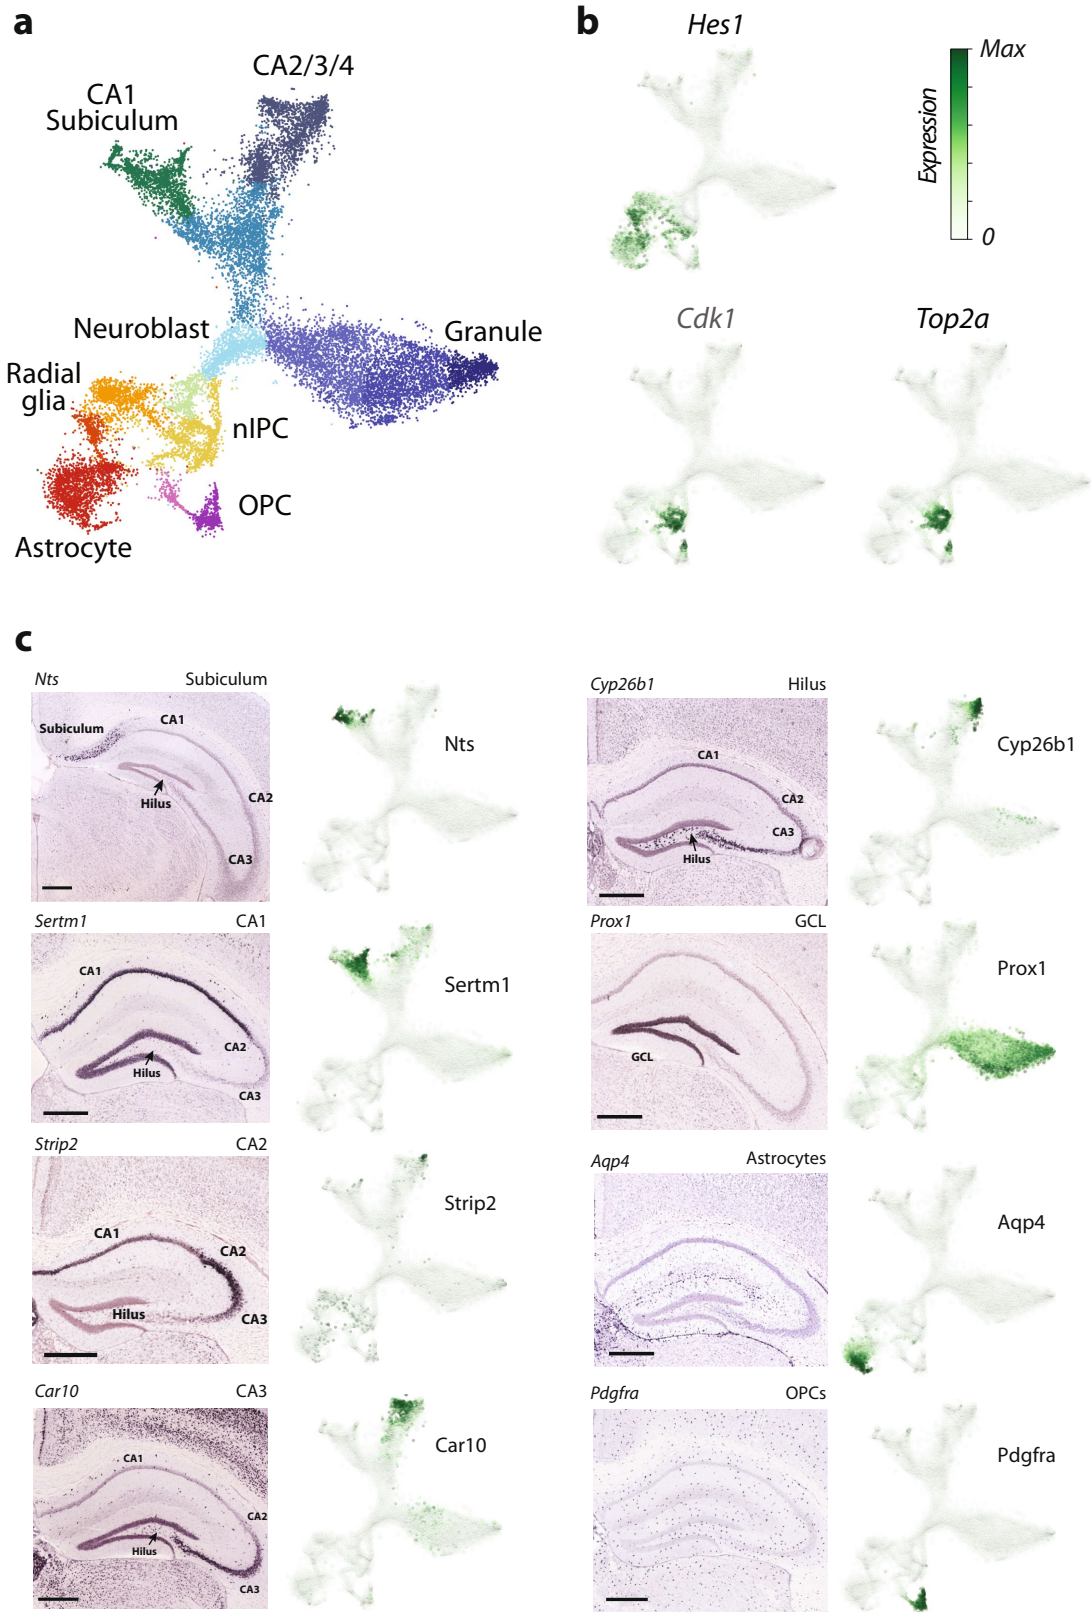 a
CA2/3/4
CA1
Subiculum
Neuroblast
Granule
Radial
glia
nIPC
OPC
Astrocyte
b
Hes1
Max
Expression
0
Cdk1
Top2a
c
Nts
Subiculum
Subiculum
CA1
Hilus
CA2
CA3
Nts
Cyp26b1
Hilus
CA1
CA2
CA3
Hilus
Cyp26b1
Sertm1
CA1
CA1
CA2
Hilus
CA3
Sertm1
Prox1
GCL
GCL
Prox1
Strip2
CA2
CA1
CA2
Hilus
CA3
Strip2
Aqp4
Astrocytes
Aqp4
Car10
CA3
CA1
CA2
Hilus
CA3
Car10
Pdgfra
OPCs
Pdgfra